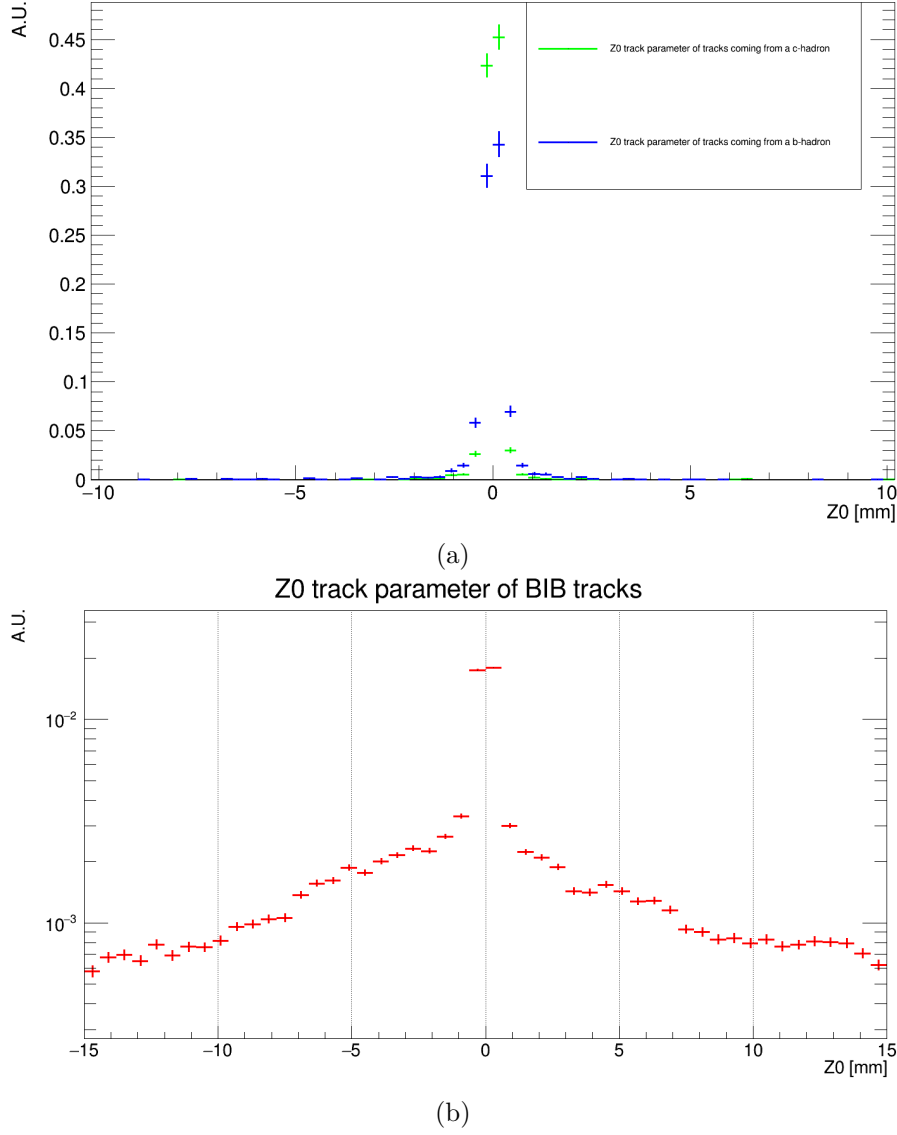 A.U.
0.45
0.4
0.35
0.3
0.25
0.2
0.15
0.1
0.05
0
Z0 track parameter of tracks coming from a c-hadron
Z0 track parameter of tracks coming from a b-hadron
−10 −5 0 5 10
Z0 [mm]
(a)
Z0 track parameter of BIB tracks
A.U.
10−2
10−3
−15 −10 −5 0 5 10 15
Z0 [mm]
(b)